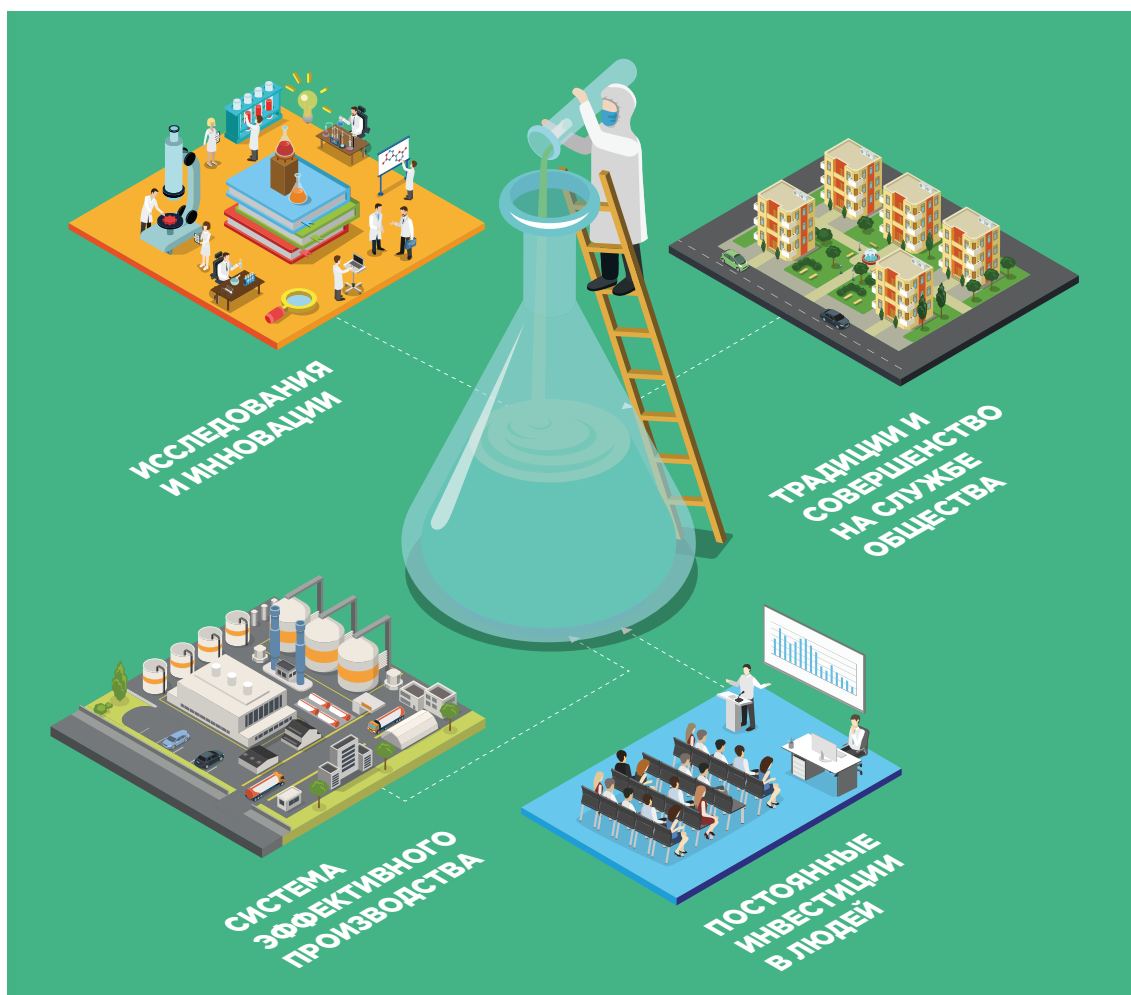 ИССЛЕДОВАНИЯ
И ИННОВАЦИИ
ТРАДИЦИИ И
СОВЕРШЕНСТВО
НА СЛУЖБЕ
ОБЩЕСТВА
СИСТЕМА
ЭФФЕКТИВНОГО
ПРОИЗВОДСТВА
ПОСТОЯННЫЕ
ИНВЕСТИЦИИ
В ЛЮДЕЙ